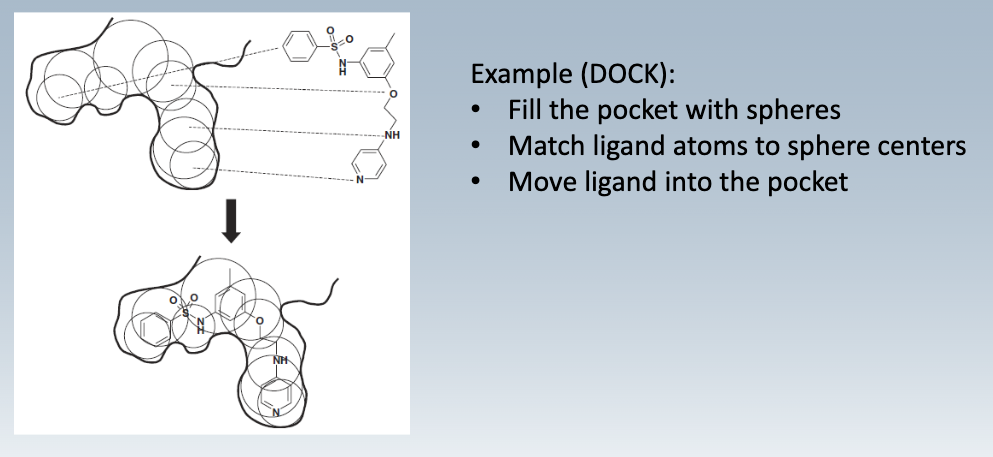 Example (DOCK):
• Fill the pocket with spheres
• Match ligand atoms to sphere centers
• Move ligand into the pocket
O
S
O
N
H
O
NH
N
O
O
S
N
H
O
NH
N